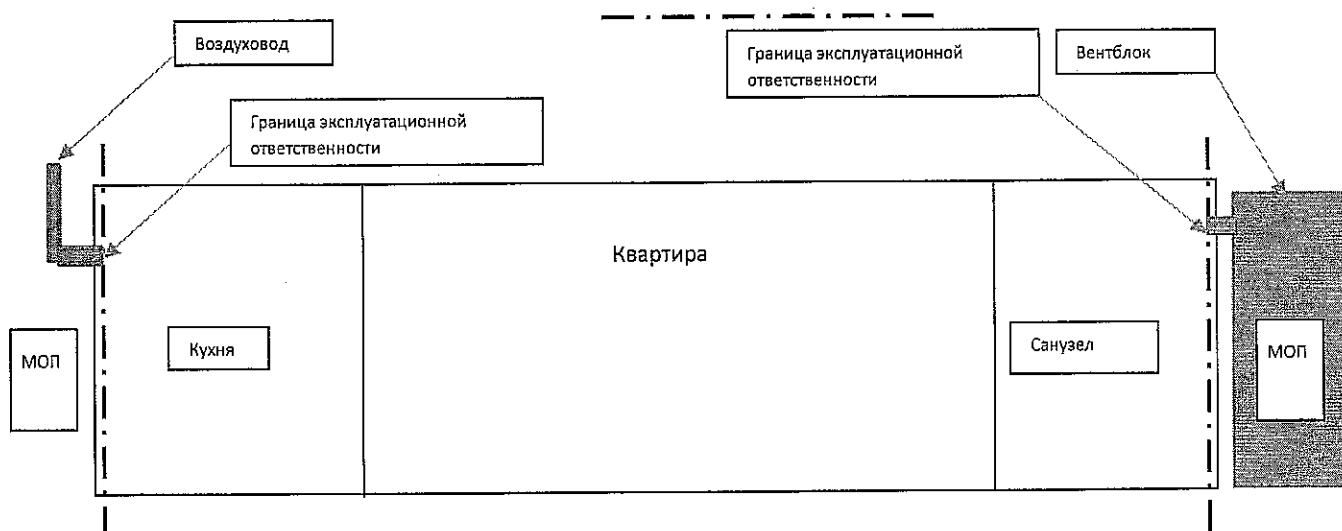 Воздуховод
Граница эксплуатационной
ответственности
Вентблок
Граница эксплуатационной
ответственности
Квартира
МОП
Кухня
Санузел
МОП